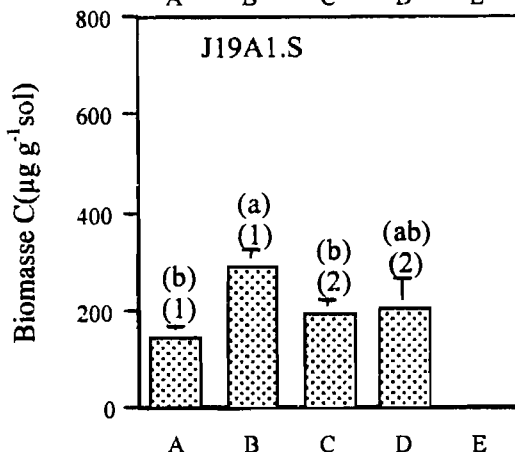 A B C D E
800
J19A1.S
600
Biomasse C(µg g⁻¹sol)
400
(a)
(1)
(b)
(1)
(b)
(2)
(ab)
(2)
200
0
A B C D E